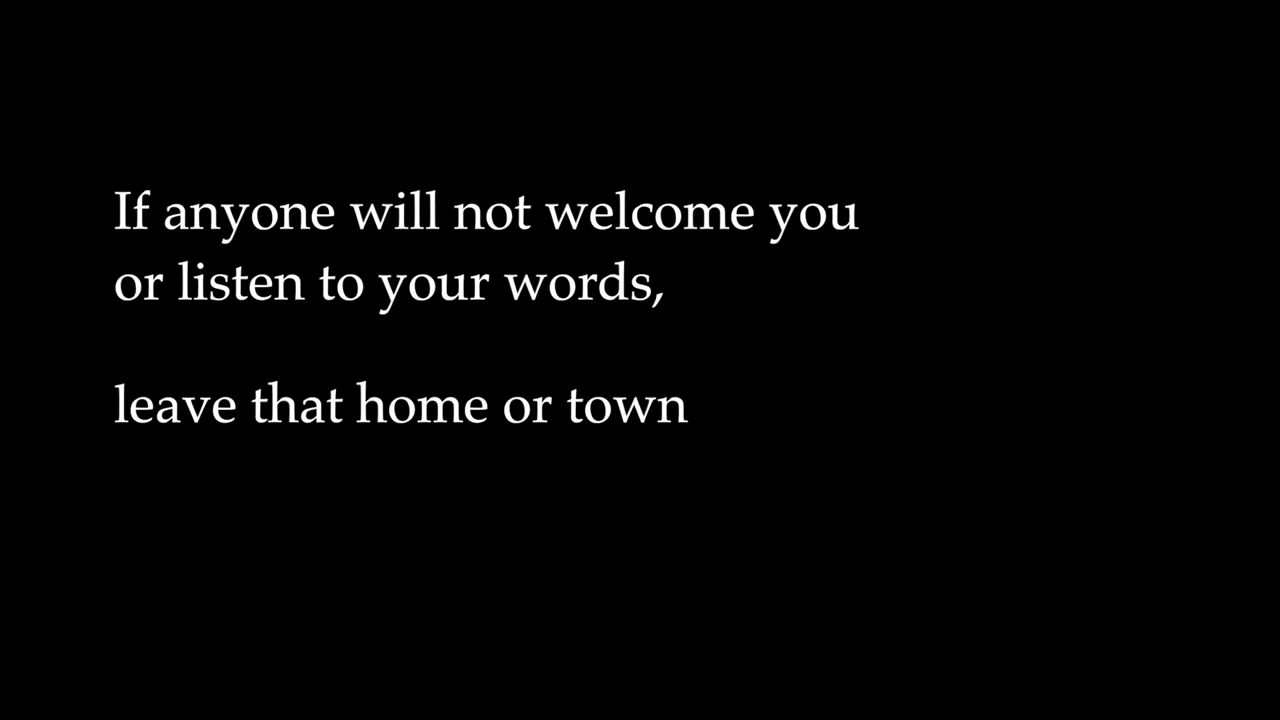 If anyone will not welcome you
or listen to your words,
leave that home or town